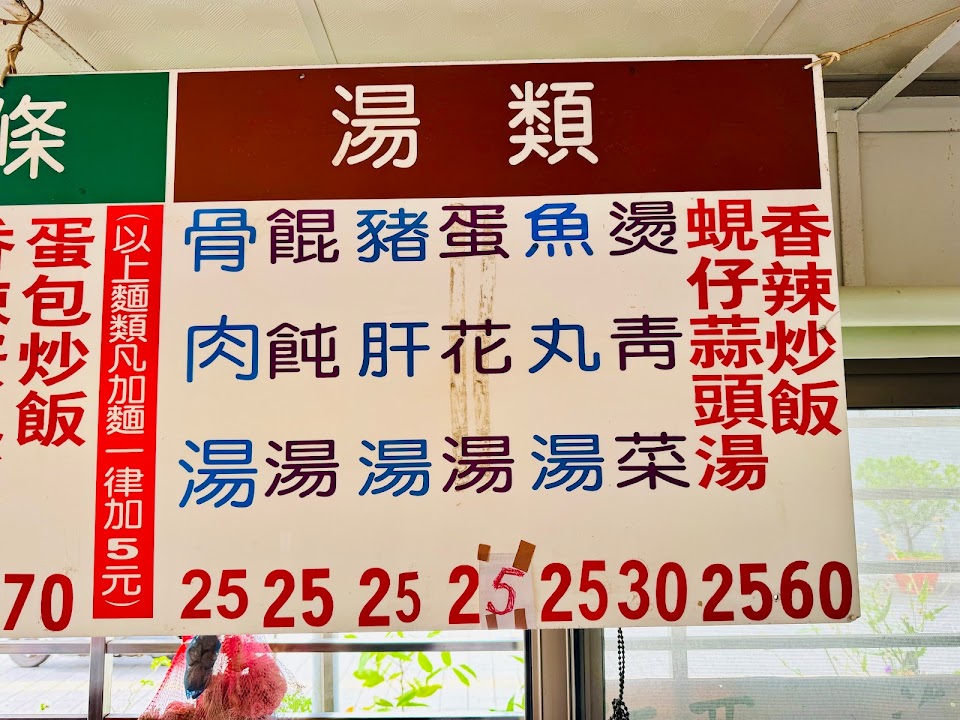 條
湯 類
蛋包炒飯
70
(以上麵類凡加麵一律加5元)
骨肉湯
25
餛飩湯
25
豬肝湯
25
蛋花湯
25
魚丸湯
25
燙青菜
30
蜆仔蒜頭湯
25
香辣炒飯
60